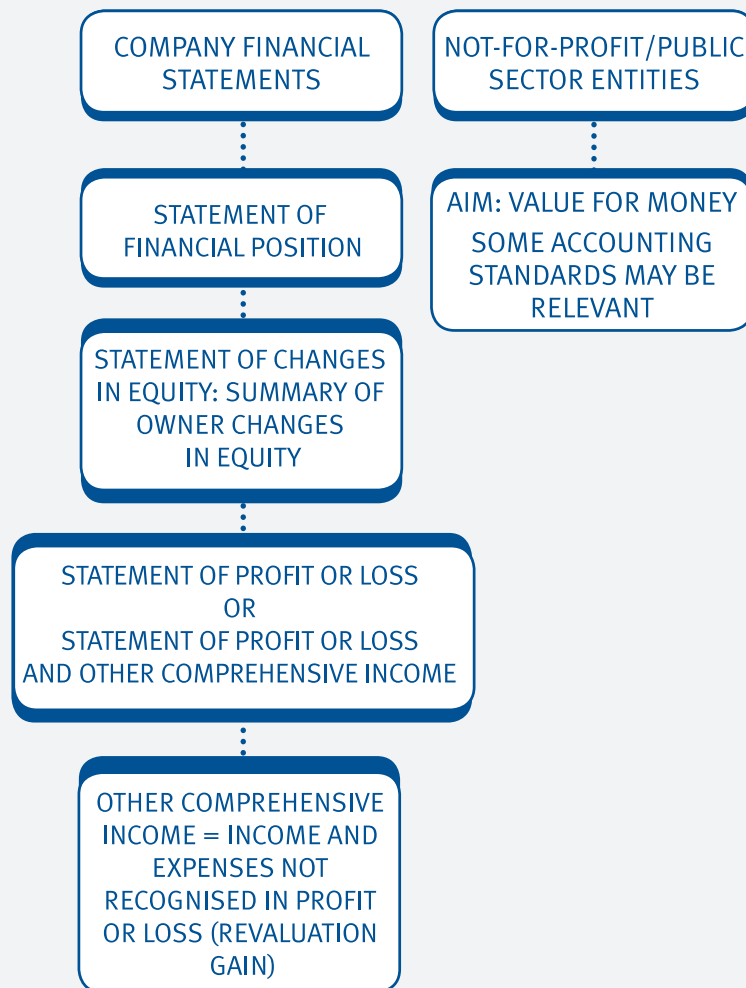 COMPANY FINANCIAL
STATEMENTS
NOT-FOR-PROFIT/PUBLIC
SECTOR ENTITIES
STATEMENT OF
FINANCIAL POSITION
AIM: VALUE FOR MONEY
SOME ACCOUNTING
STANDARDS MAY BE
RELEVANT
STATEMENT OF CHANGES
IN EQUITY: SUMMARY OF
OWNER CHANGES
IN EQUITY
STATEMENT OF PROFIT OR LOSS
OR
STATEMENT OF PROFIT OR LOSS
AND OTHER COMPREHENSIVE INCOME
OTHER COMPREHENSIVE
INCOME = INCOME AND
EXPENSES NOT
RECOGNISED IN PROFIT
OR LOSS (REVALUATION
GAIN)